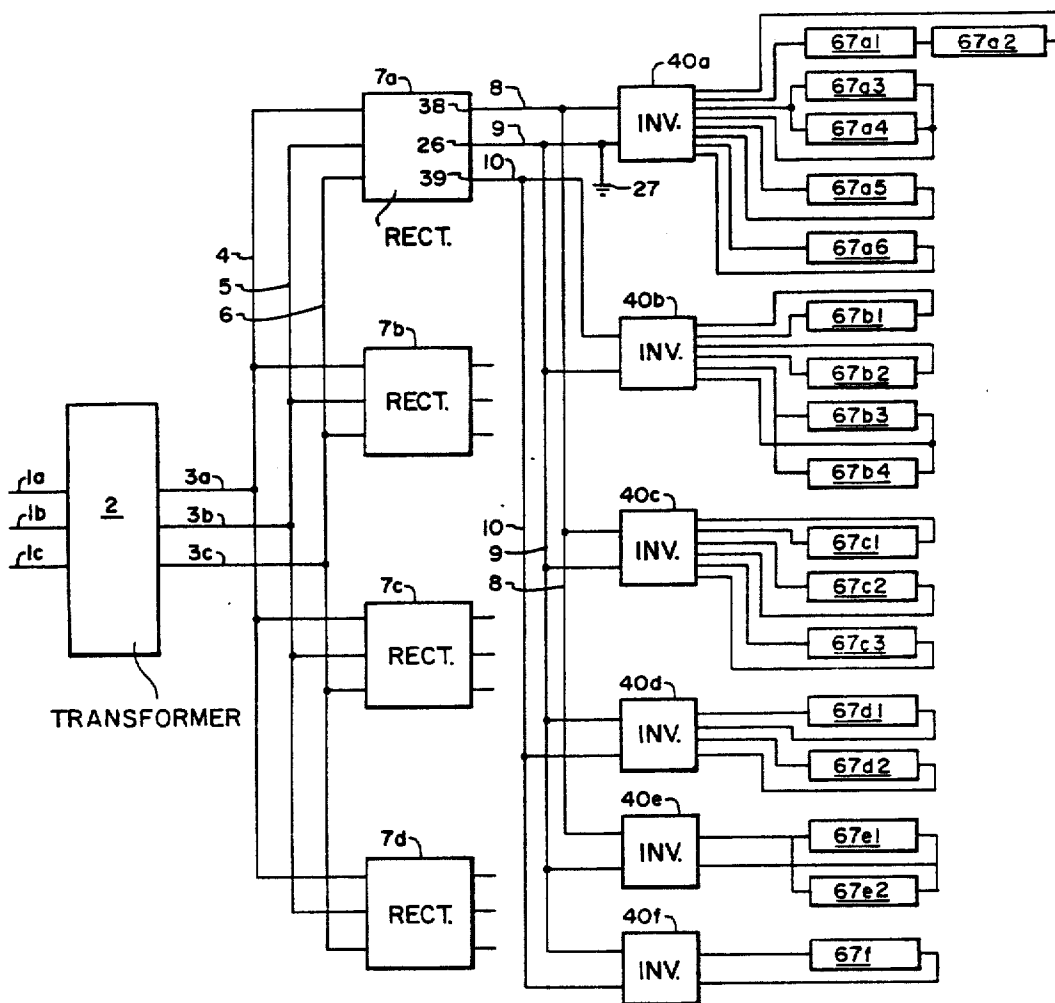 7a
38
26
39
RECT.
8
9
10
27
40a
INV.
67a1
67a2
67a3
67a4
67a5
67a6
4
5
6
7b
RECT.
40b
INV.
67b1
67b2
67b3
67b4
1a
1b
1c
2
TRANSFORMER
3a
3b
3c
10
9
8
40c
INV.
67c1
67c2
67c3
7c
RECT.
40d
INV.
67d1
67d2
7d
RECT.
40e
INV.
67e1
67e2
40f
INV.
67f